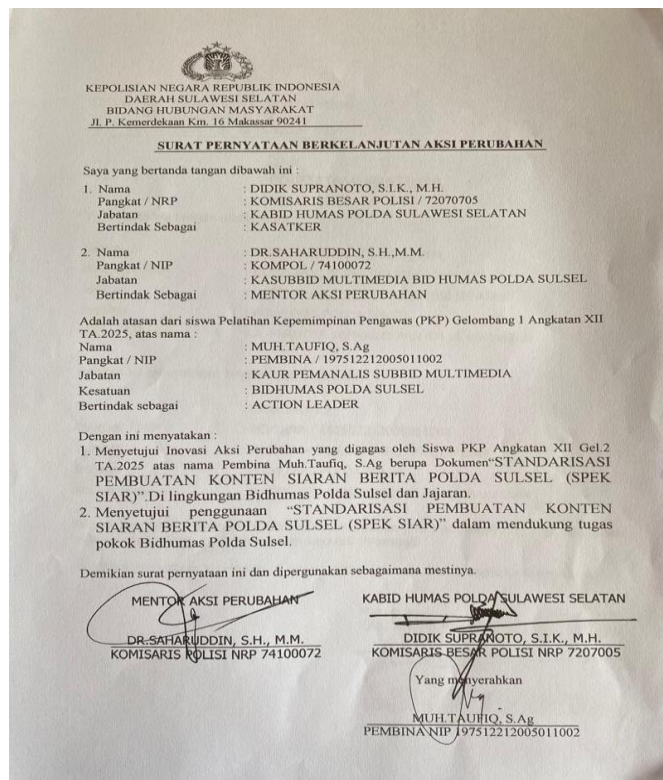 KEPOLISIAN NEGARA REPUBLIK INDONESIA
DAERAH SULAWESI SELATAN
BIDANG HUBUNGAN MASYARAKAT
Jl. P. Kemerdekaan Km. 16 Makassar 90241
SURAT PERNYATAAN BERKELANJUTAN AKSI PERUBAHAN
Saya yang bertanda tangan dibawah ini :
1. Nama : DIDIK SUPRANOTO, S.I.K., M.H.
Pangkat / NRP : KOMISARIS BESAR POLISI / 72070705
Jabatan : KABID HUMAS POLDA SULAWESI SELATAN
Bertindak Sebagai : KASATKER
2. Nama : DR.SAHARUDDIN, S.H.,M.M.
Pangkat / NIP : KOMPOL / 74100072
Jabatan : KASUBBID MULTIMEDIA BID HUMAS POLDA SULSEL
Bertindak Sebagai : MENTOR AKSI PERUBAHAN
Adalah atasan dari siswa Pelatihan Kepemimpinan Pengawas (PKP) Gelombang 1 Angkatan XII
TA.2025, atas nama :
Nama : MUH.TAUFIQ, S.Ag
Pangkat / NIP : PEMBINA / 197512212005011002
Jabatan : KAUR PEMANALIS SUBBID MULTIMEDIA
Kesatuan : BIDHUMAS POLDA SULSEL
Bertindak sebagai : ACTION LEADER
Dengan ini menyatakan :
1. Menyetujui Inovasi Aksi Perubahan yang digagas oleh Siswa PKP Angkatan XII Gel.2
TA.2025 atas nama Pembina Muh.Taufiq, S.Ag berupa Dokumen“STANDARISASI
PEMBUATAN KONTEN SIARAN BERITA POLDA SULSEL (SPEK
SIAR)”.Di lingkungan Bidhumas Polda Sulsel dan Jajaran.
2. Menyetujui penggunaan “STANDARISASI PEMBUATAN KONTEN
SIARAN BERITA POLDA SULSEL (SPEK SIAR)” dalam mendukung tugas
pokok Bidhumas Polda Sulsel.
Demikian surat pernyataan ini dan dipergunakan sebagaimana mestinya.
MENTOR AKSI PERUBAHAN
DR.SAHARUDDIN, S.H., M.M.
KOMISARIS POLISI NRP 74100072
KABID HUMAS POLDA SULAWESI SELATAN
DIDIK SUPRANOTO, S.I.K., M.H.
KOMISARIS BESAR POLISI NRP 7207005
Yang menyerahkan
MUH.TAUFIQ, S.Ag
PEMBINA NIP 197512212005011002